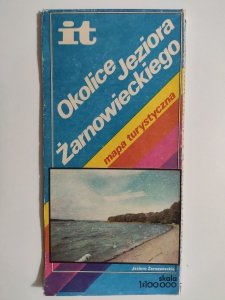 it
Okolice Jeziora
Żarnowieckiego
mapa turystyczna
Jezioro Żarnowieckie
skala
1:100 000